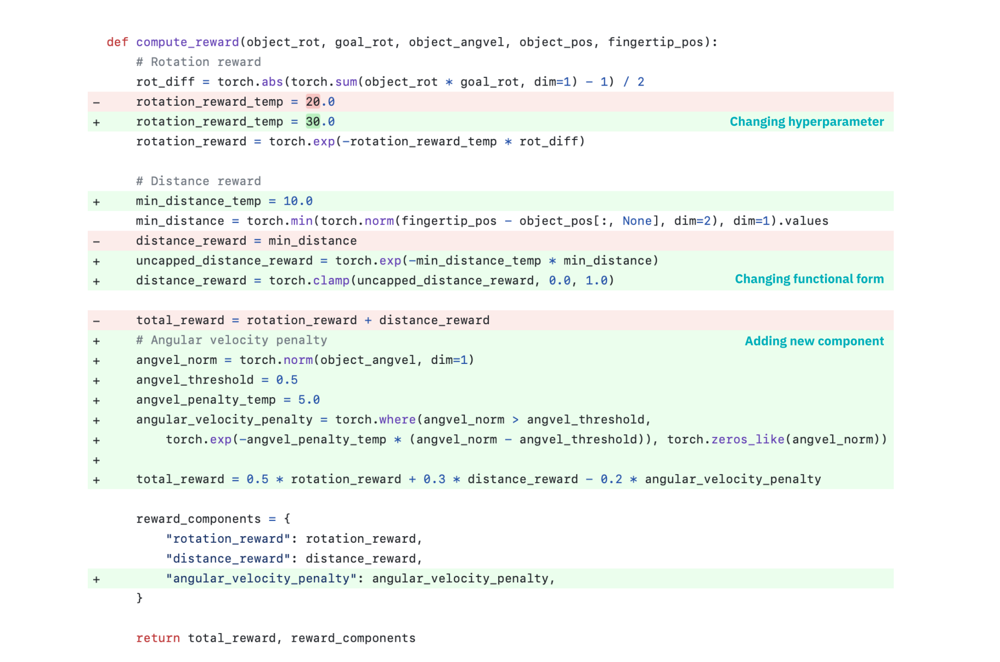 def compute_reward(object_rot, goal_rot, object_angvel, object_pos, fingertip_pos):
    # Rotation reward
    rot_diff = torch.abs(torch.sum(object_rot * goal_rot, dim=1) - 1) / 2
-    rotation_reward_temp = 20.0
+    rotation_reward_temp = 30.0 Changing hyperparameter
    rotation_reward = torch.exp(-rotation_reward_temp * rot_diff)
    # Distance reward
+    min_distance_temp = 10.0
    min_distance = torch.min(torch.norm(fingertip_pos - object_pos[:, None], dim=2), dim=1).values
-    distance_reward = min_distance
+    uncapped_distance_reward = torch.exp(-min_distance_temp * min_distance)
+    distance_reward = torch.clamp(uncapped_distance_reward, 0.0, 1.0) Changing functional form
-    total_reward = rotation_reward + distance_reward
+    # Angular velocity penalty Adding new component
+    angvel_norm = torch.norm(object_angvel, dim=1)
+    angvel_threshold = 0.5
+    angvel_penalty_temp = 5.0
+    angular_velocity_penalty = torch.where(angvel_norm > angvel_threshold,
+        torch.exp(-angvel_penalty_temp * (angvel_norm - angvel_threshold)), torch.zeros_like(angvel_norm))
+
+    total_reward = 0.5 * rotation_reward + 0.3 * distance_reward - 0.2 * angular_velocity_penalty
    reward_components = {
        "rotation_reward": rotation_reward,
        "distance_reward": distance_reward,
+        "angular_velocity_penalty": angular_velocity_penalty,
    }
    return total_reward, reward_components